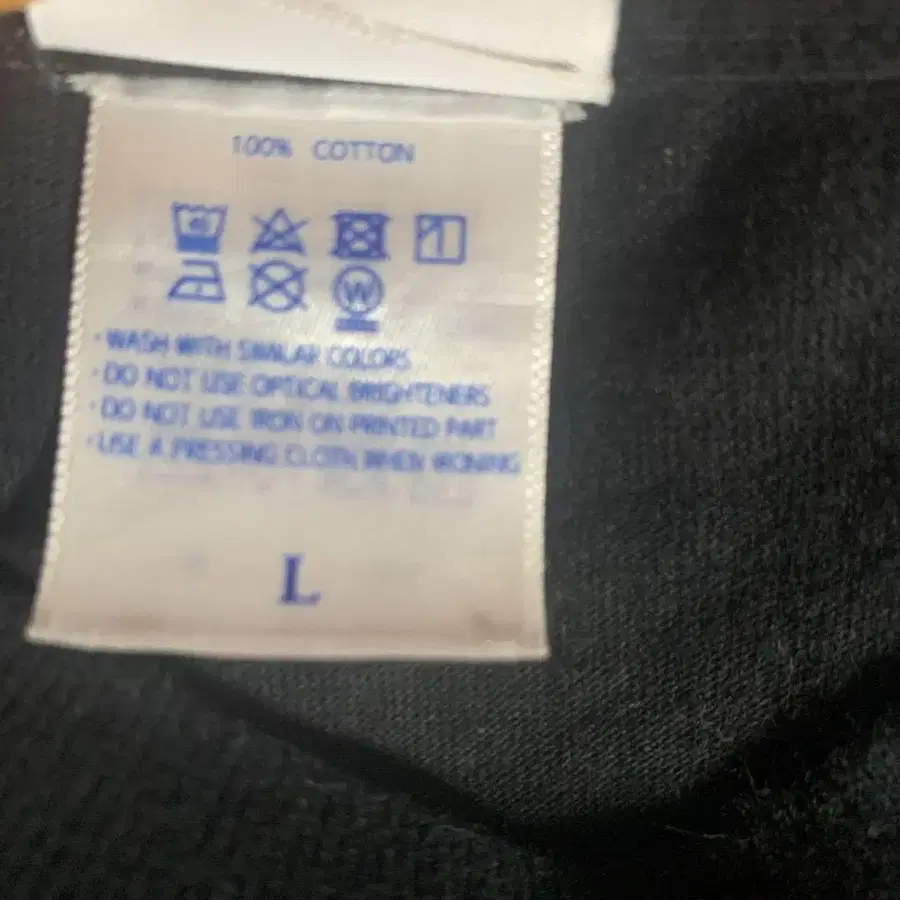 100% COTTON
40
W
·WASH WITH SIMILAR COLORS
·DO NOT USE OPTICAL BRIGHTENERS
·DO NOT USE IRON ON PRINTED PART
·USE A PRESSING CLOTH WHEN IRONING
L